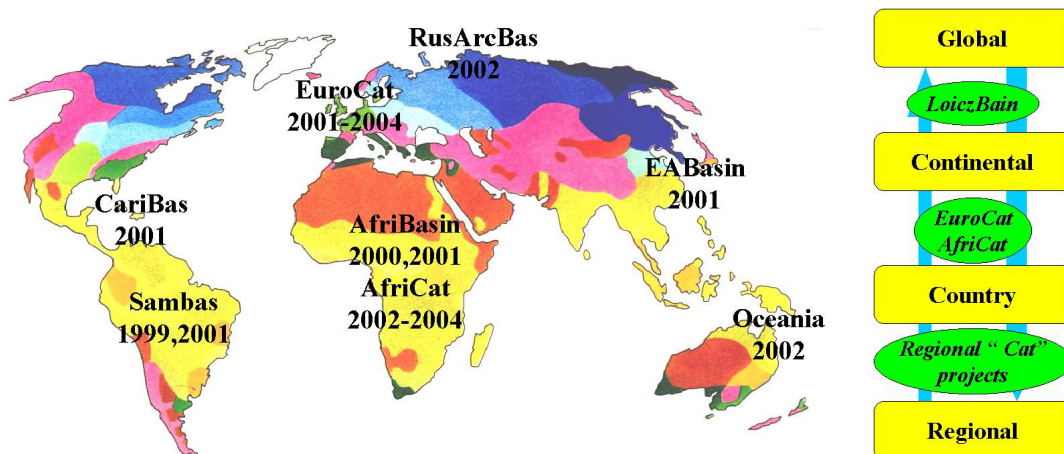 RusArcBas
2002
EuroCat
2001-2004
EABasin
2001
CariBas
2001
AfriBasin
2000,2001
AfriCat
2002-2004
Sambas
1999,2001
Oceania
2002
Global
LoiczBain
Continental
EuroCat
AfriCat
Country
Regional “ Cat”
projects
Regional